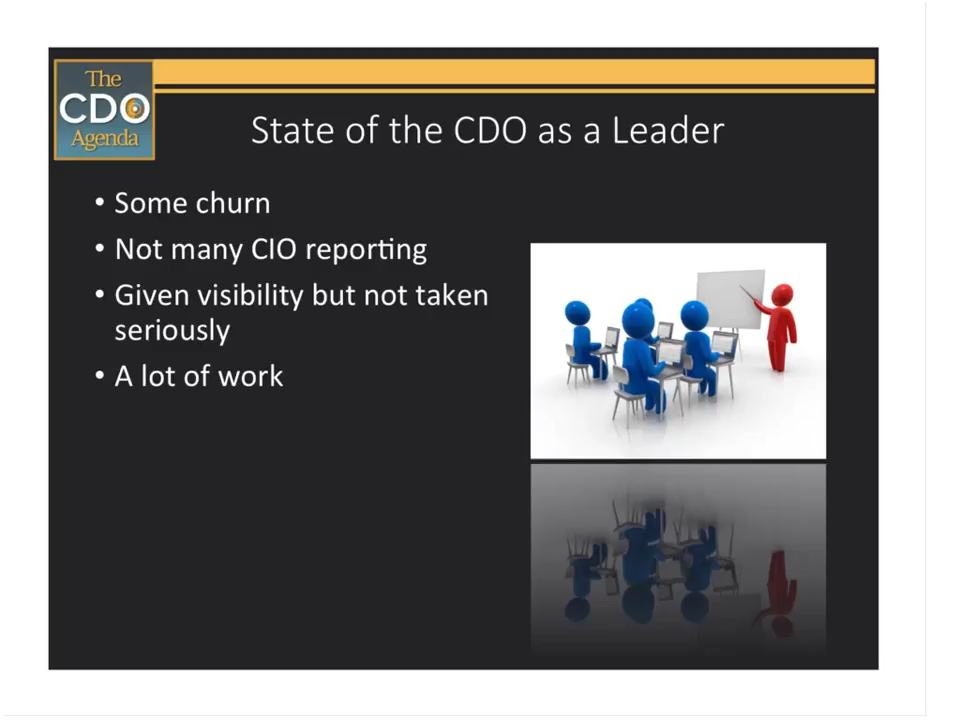 The
CDO
Agenda
State of the CDO as a Leader
• Some churn
• Not many CIO reporting
• Given visibility but not taken
seriously
• A lot of work